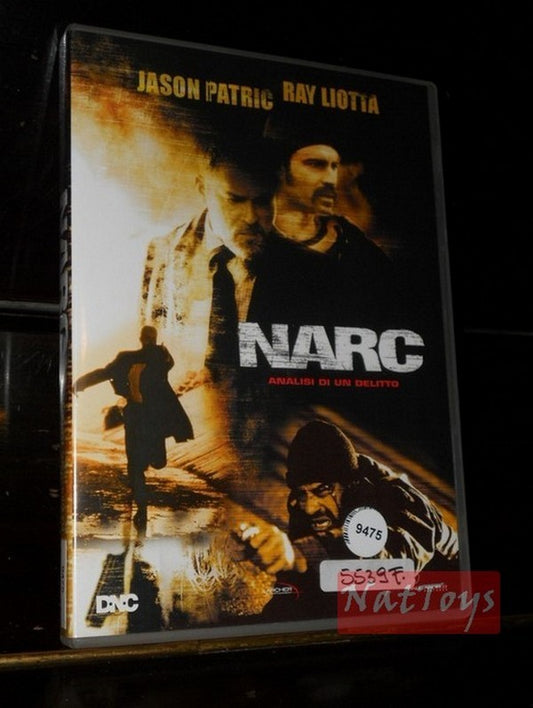 JASON PATRIC RAY LIOTTA
NARC
ANALISI DI UN DELITTO
9475
5539F.
DNC
NatToys